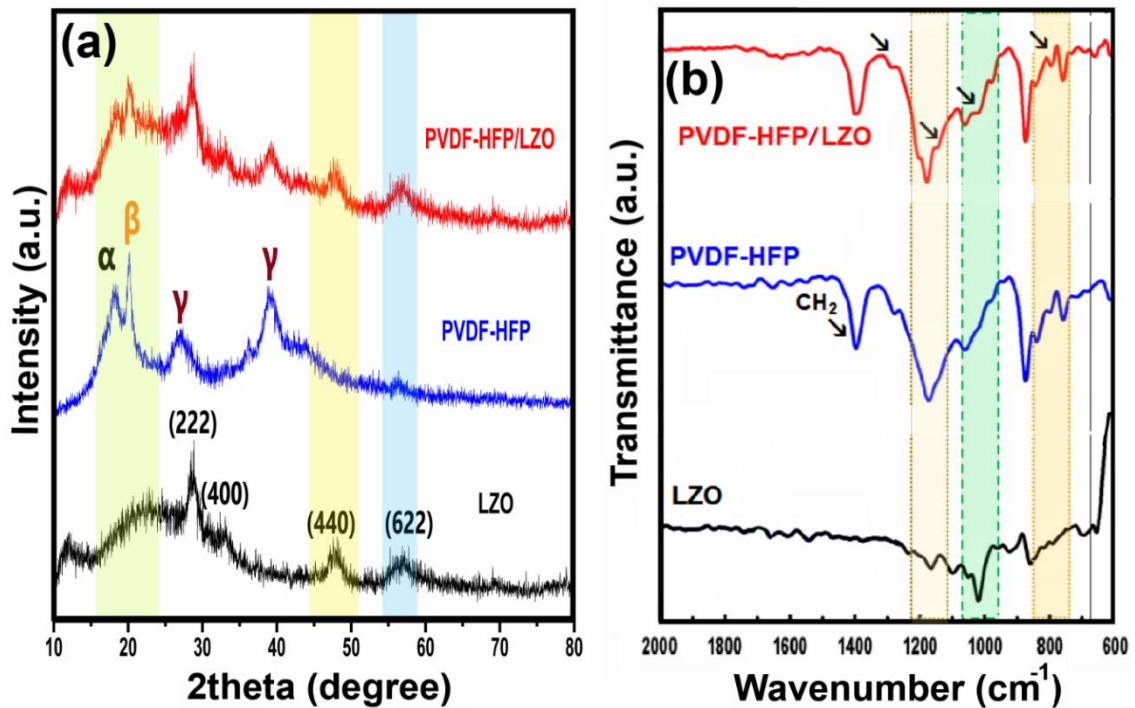 (a)
PVDF-HFP/LZO
α
β
γ
γ
PVDF-HFP
(222)
(400)
(440)
(622)
LZO
Intensity (a.u.)
10 20 30 40 50 60 70 80
2theta (degree)
(b)
PVDF-HFP/LZO
PVDF-HFP
CH₂
LZO
Transmittance (a.u.)
2000 1800 1600 1400 1200 1000 800 600
Wavenumber (cm⁻¹)